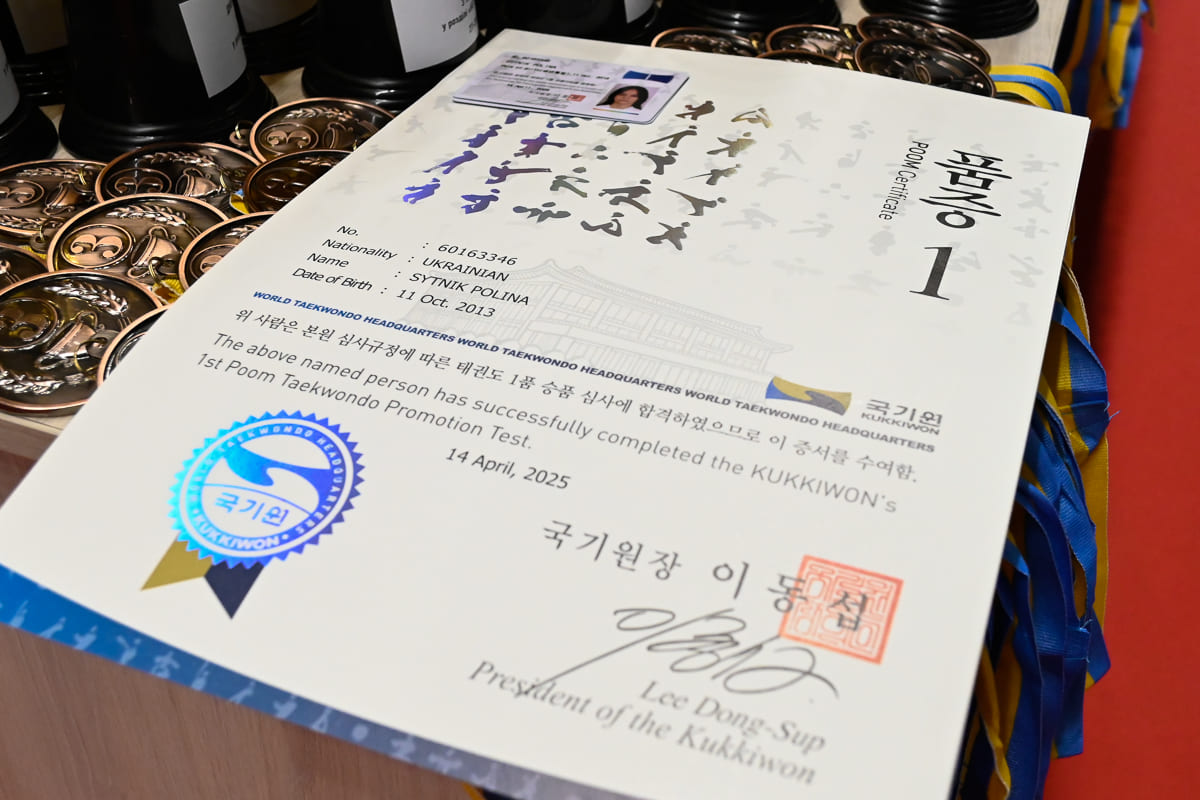 품심사증
POOM Certificate
1
No. : 60163346
Nationality : UKRAINIAN
Name : SYTNIK POLINA
Date of Birth : 11 Oct. 2013
WORLD TAEKWONDO HEADQUARTERS WORLD TAEKWONDO HEADQUARTERS WORLD TAEKWONDO HEADQUARTERS
국기원
KUKKIWON
위 사람은 본원 심사규정에 따른 태권도 1품 승품 심사에 합격하였으므로 이 증서를 수여함.
The above named person has successfully completed the KUKKIWON's
1st Poom Taekwondo Promotion Test.
14 April, 2025
WORLD TAEKWONDO HEADQUARTERS
국기원
KUKKIWON
국기원장 이 동 섭
Lee Dong-Sup
President of the Kukkiwon